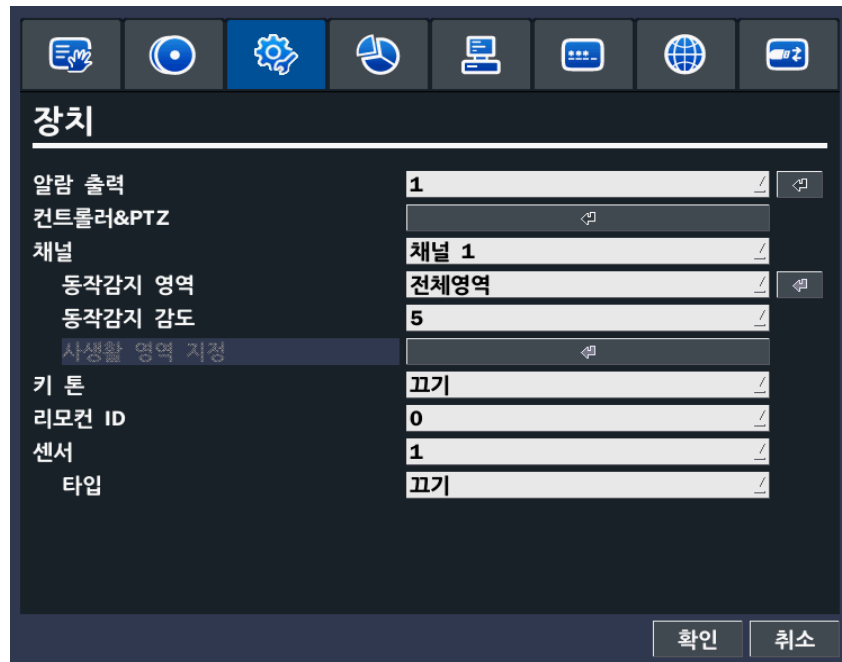 장치
알람 출력 1
컨트롤러&PTZ
채널 채널 1
동작감지 영역 전체영역
동작감지 감도 5
사생활 영역 지정
키 톤 끄기
리모컨 ID 0
센서 1
타입 끄기
확인 취소